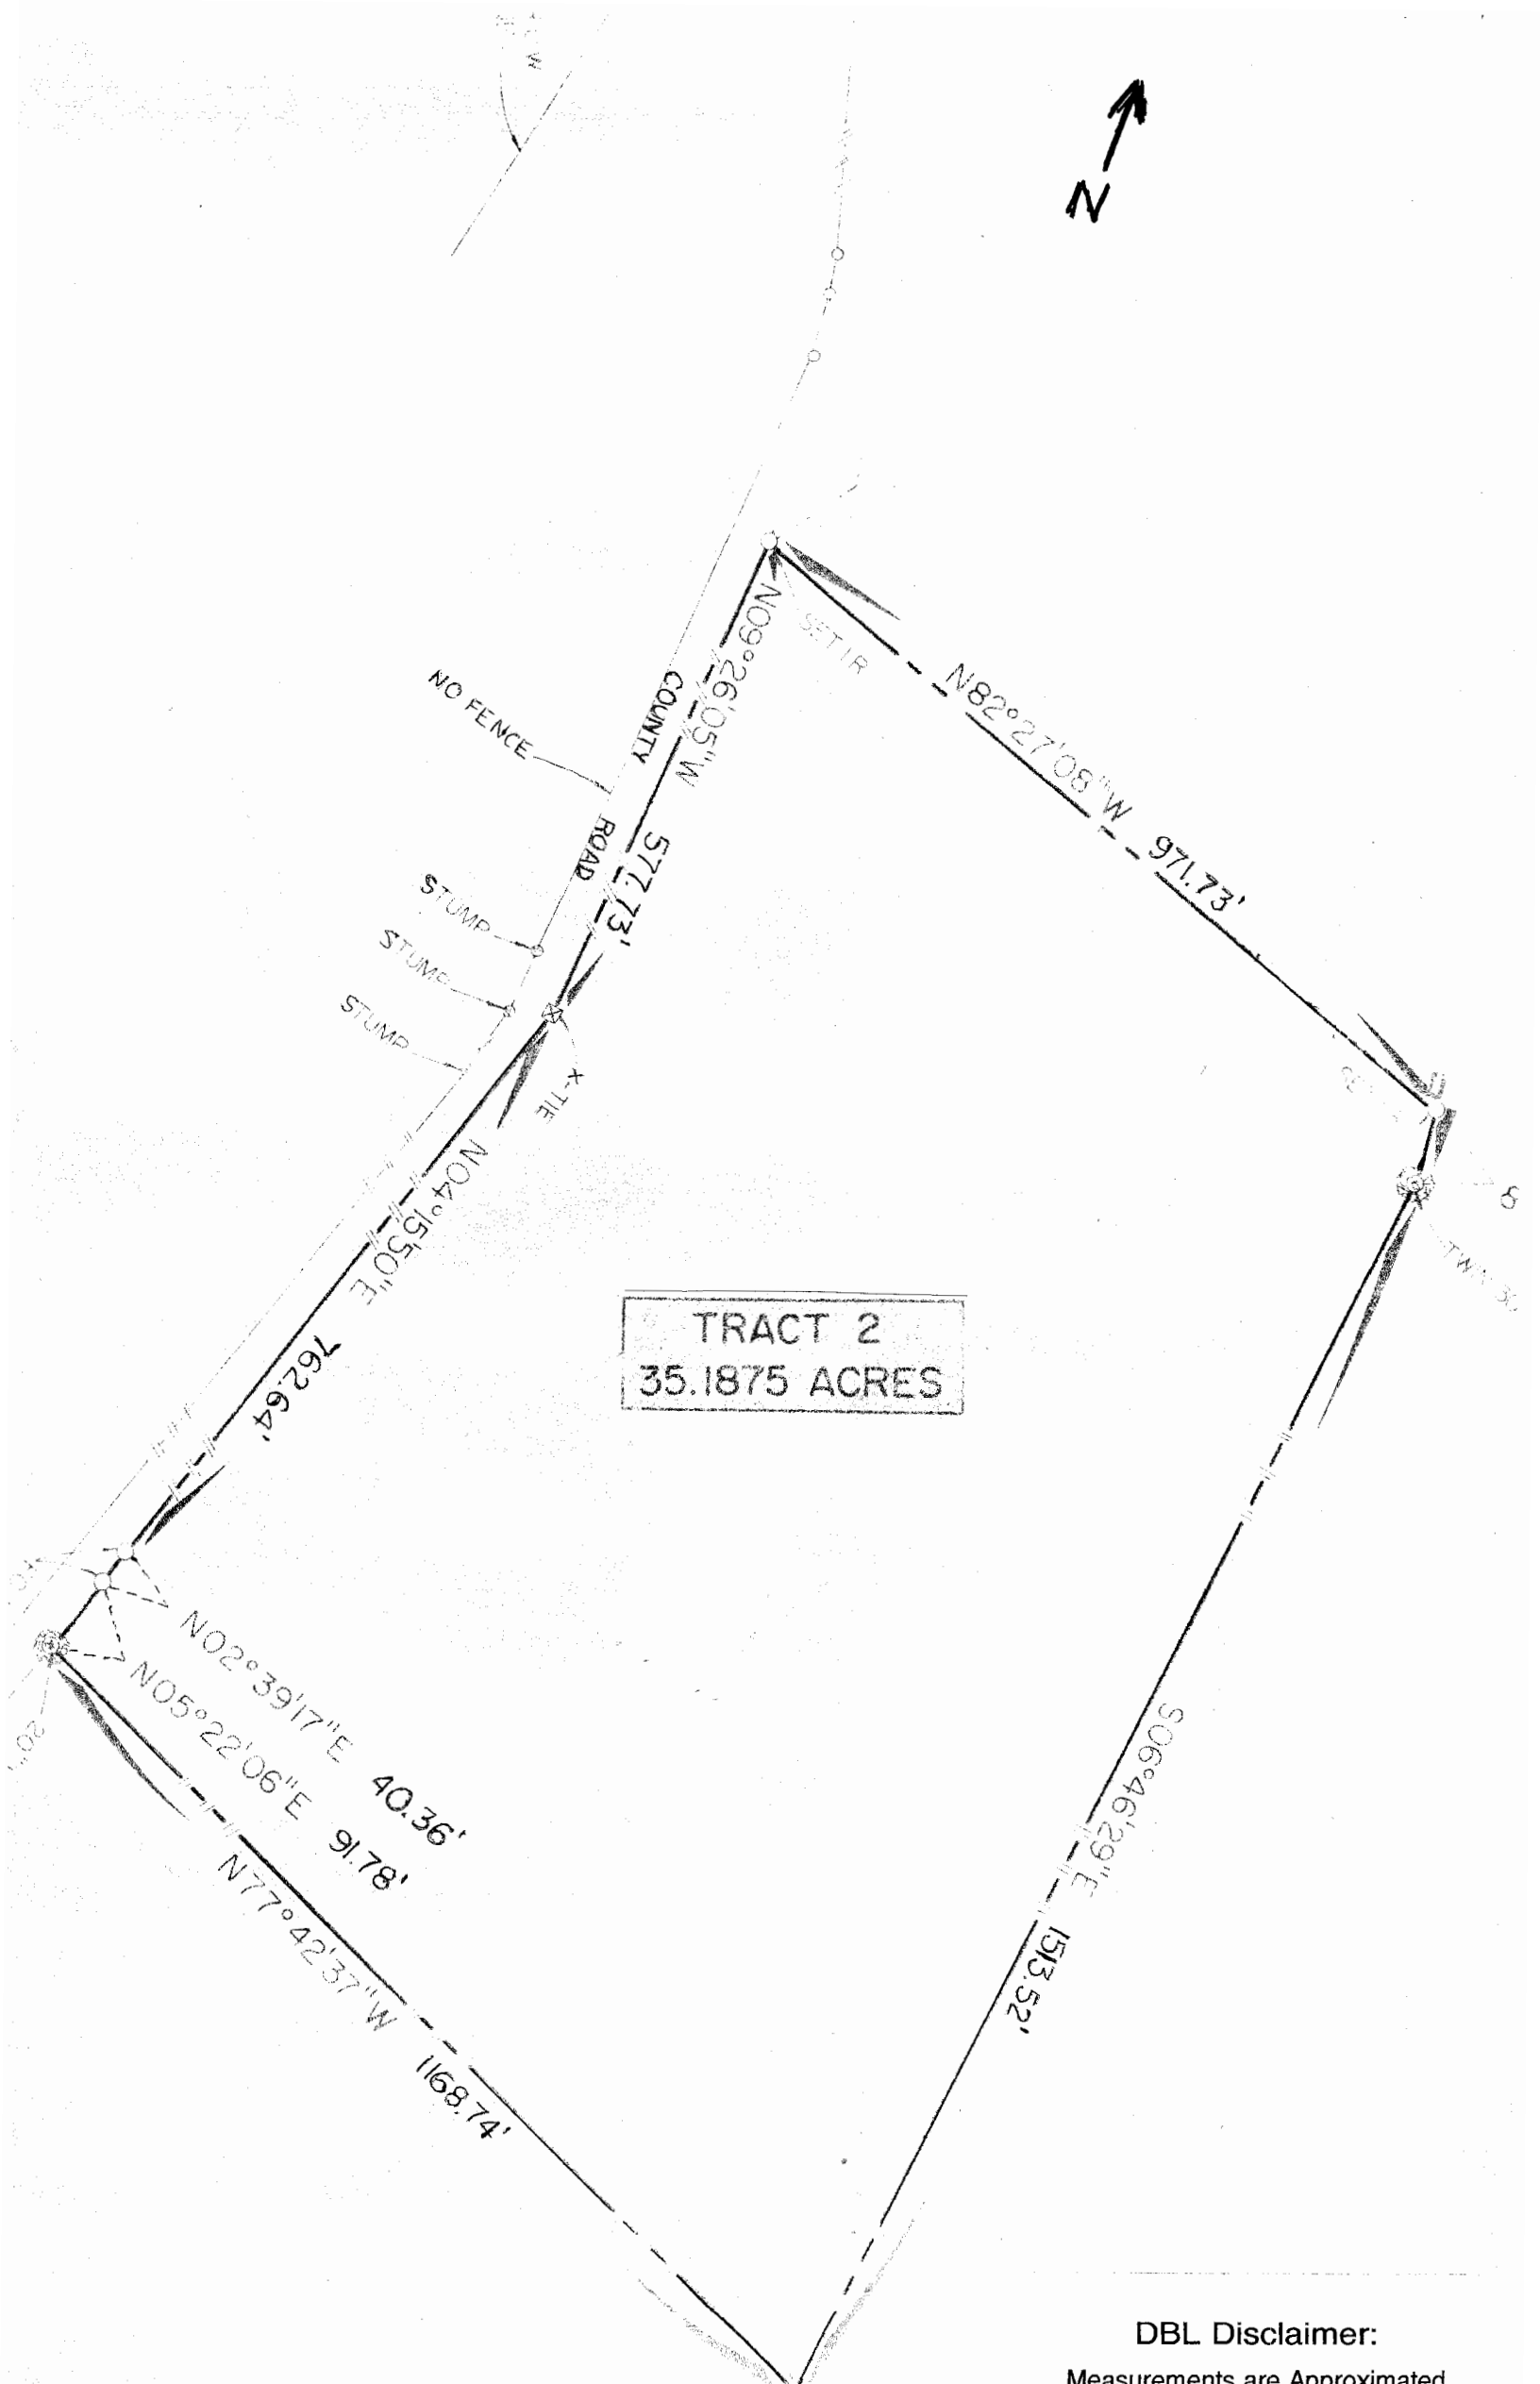 N
SET IR
N82°27'08"W 971.73'
N09°26'05"W 577.73'
COUNTY ROAD
NO FENCE
STUMP
STUMP
STUMP
X-TIE
N04°15'50"E 762.64'
TRACT 2
35.1875 ACRES
8
N02°39'17"E 40.36'
N05°22'06"E 91.78'
20"
N77°42'37"W 1168.74'
S06°46'29"E 1513.52'
DBL Disclaimer:
Measurements are Approximated